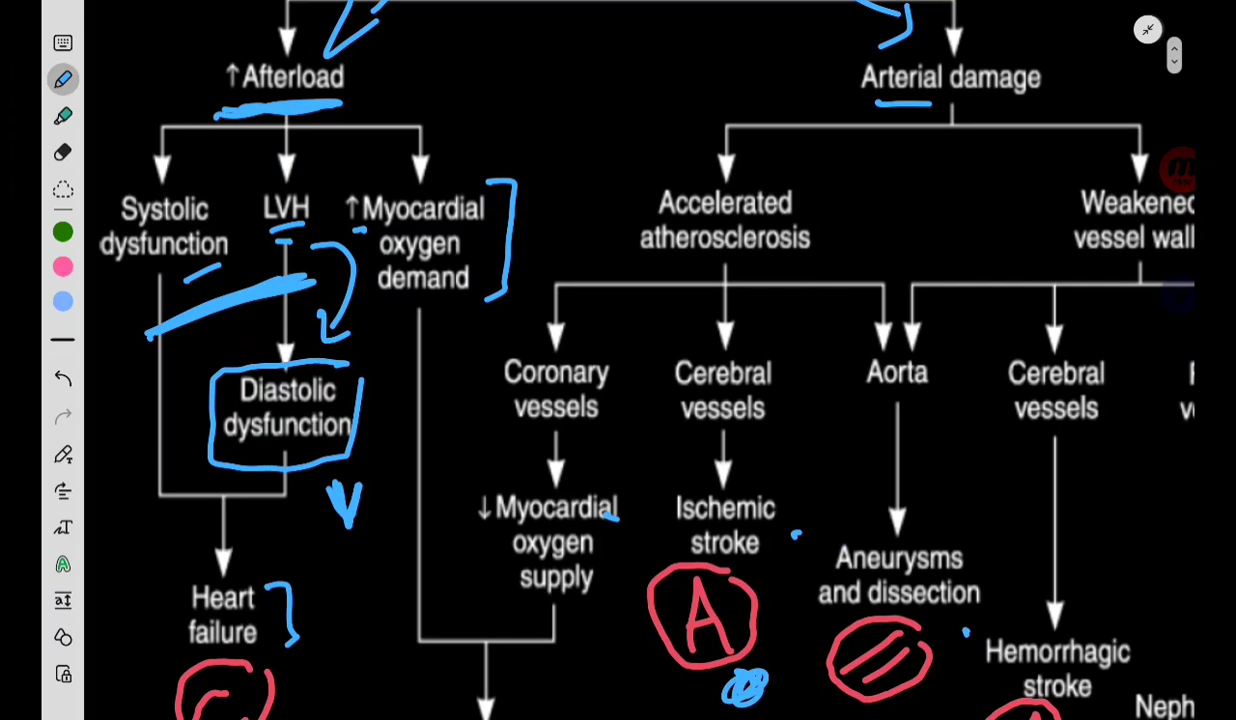 ↑Afterload
Arterial damage
Systolic
dysfunction
LVH
↑Myocardial
oxygen
demand
Accelerated
atherosclerosis
Weakened
vessel wall
Diastolic
dysfunction
Coronary
vessels
Cerebral
vessels
Aorta
Cerebral
vessels
↓Myocardial
oxygen
supply
Ischemic
stroke
Aneurysms
and dissection
Heart
failure
A
Hemorrhagic
stroke
Neph